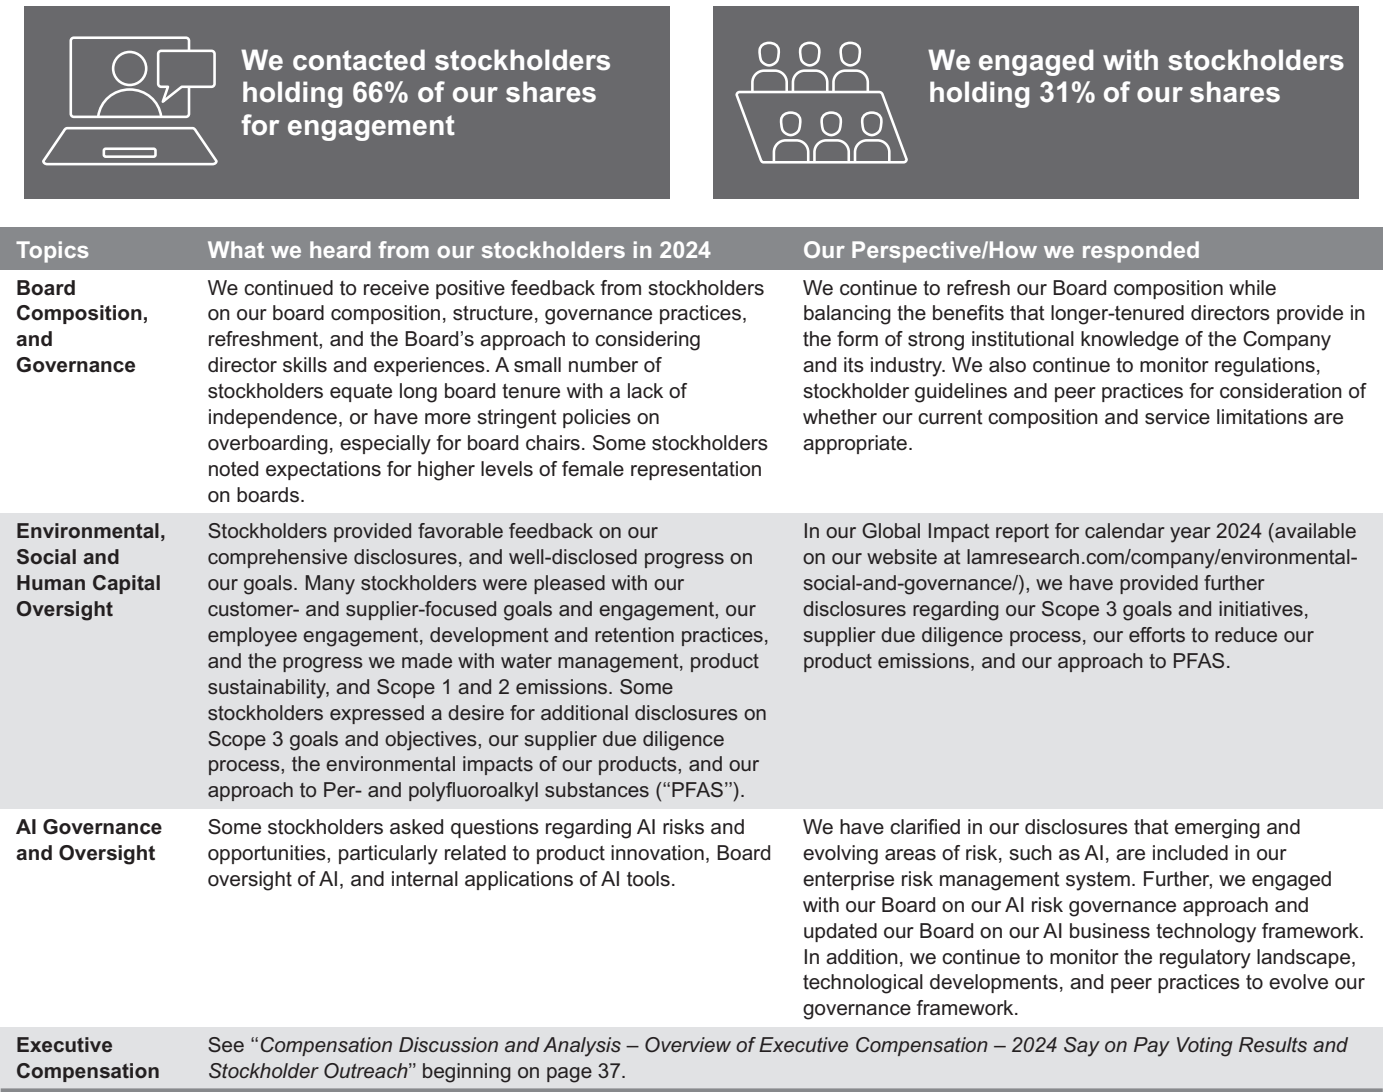 We contacted stockholders
holding 66% of our shares
for engagement
We engaged with stockholders
holding 31% of our shares
Topics
What we heard from our stockholders in 2024
Our Perspective/How we responded
Board
Composition,
and
Governance
We continued to receive positive feedback from stockholders
on our board composition, structure, governance practices,
refreshment, and the Board’s approach to considering
director skills and experiences. A small number of
stockholders equate long board tenure with a lack of
independence, or have more stringent policies on
overboarding, especially for board chairs. Some stockholders
noted expectations for higher levels of female representation
on boards.
We continue to refresh our Board composition while
balancing the benefits that longer-tenured directors provide in
the form of strong institutional knowledge of the Company
and its industry. We also continue to monitor regulations,
stockholder guidelines and peer practices for consideration of
whether our current composition and service limitations are
appropriate.
Environmental,
Social and
Human Capital
Oversight
Stockholders provided favorable feedback on our
comprehensive disclosures, and well-disclosed progress on
our goals. Many stockholders were pleased with our
customer- and supplier-focused goals and engagement, our
employee engagement, development and retention practices,
and the progress we made with water management, product
sustainability, and Scope 1 and 2 emissions. Some
stockholders expressed a desire for additional disclosures on
Scope 3 goals and objectives, our supplier due diligence
process, the environmental impacts of our products, and our
approach to Per- and polyfluoroalkyl substances (‘‘PFAS’’).
In our Global Impact report for calendar year 2024 (available
on our website at lamresearch.com/company/environmental-
social-and-governance/), we have provided further
disclosures regarding our Scope 3 goals and initiatives,
supplier due diligence process, our efforts to reduce our
product emissions, and our approach to PFAS.
AI Governance
and Oversight
Some stockholders asked questions regarding AI risks and
opportunities, particularly related to product innovation, Board
oversight of AI, and internal applications of AI tools.
We have clarified in our disclosures that emerging and
evolving areas of risk, such as AI, are included in our
enterprise risk management system. Further, we engaged
with our Board on our AI risk governance approach and
updated our Board on our AI business technology framework.
In addition, we continue to monitor the regulatory landscape,
technological developments, and peer practices to evolve our
governance framework.
Executive
Compensation
See ‘‘Compensation Discussion and Analysis – Overview of Executive Compensation – 2024 Say on Pay Voting Results and
Stockholder Outreach’’ beginning on page 37.